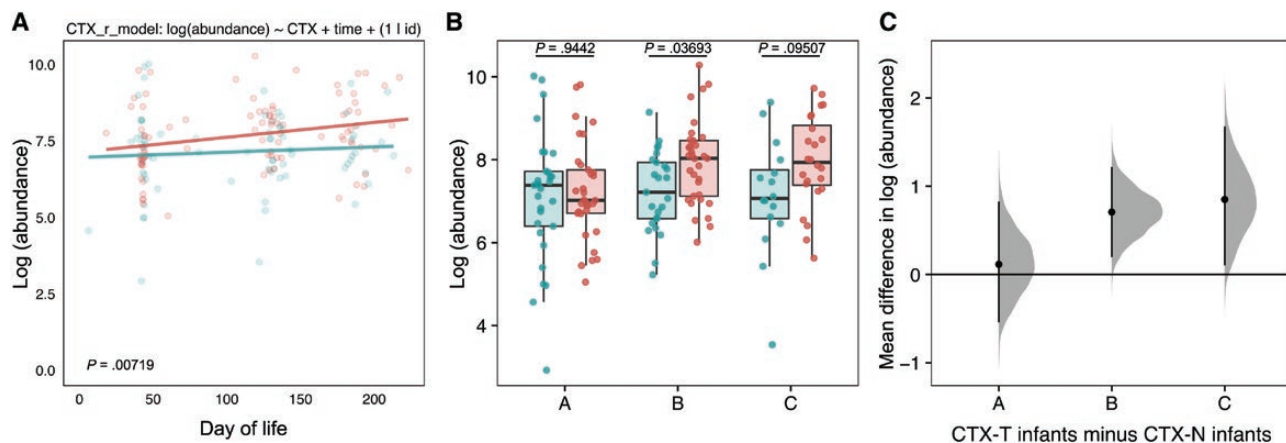 A
CTX_r_model: log(abundance) ~ CTX + time + (1 | id)
Log (abundance)
10.0
7.5
5.0
2.5
0.0
P = .00719
0
50
100
150
200
Day of life
B
P = .9442
P = .03693
P = .09507
Log (abundance)
10
8
6
4
A
B
C
C
Mean difference in log (abundance)
2
1
0
−1
A
B
C
CTX-T infants minus CTX-N infants